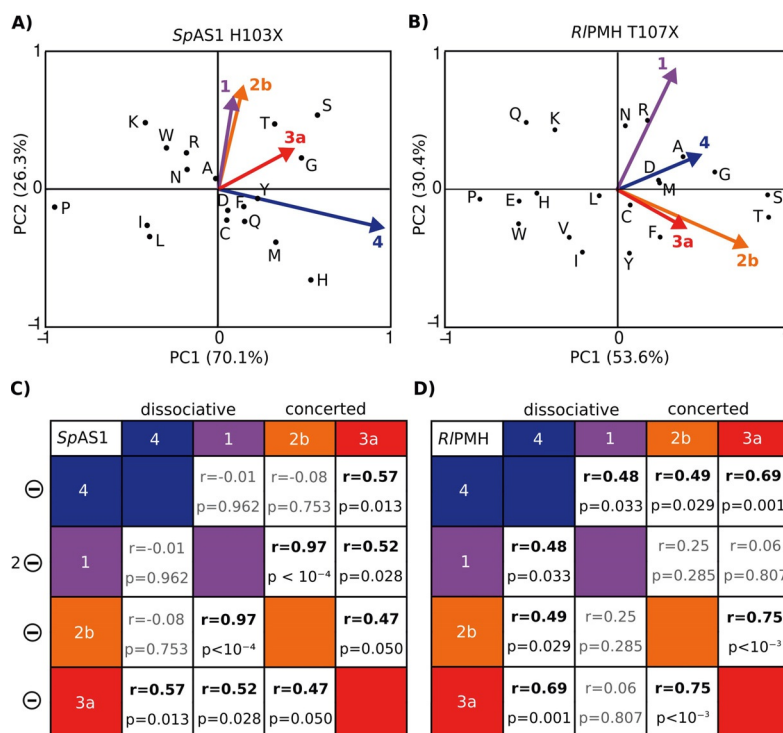 A) SpAS1 H103X
1
1 2b
K S
W R T
3a
N A G
0
PC2 (26.3%)
Y
P D F
I C Q 4
L
M
H
−1
−1 0 1
PC1 (70.1%)
B) RlPMH T107X
1
1
Q N R
K
4
A
D G
0
PC2 (30.4%)
M
P E H L S
C T
W V F 3a
I Y 2b
−1
−1 0
PC1 (53.6%)
C) dissociative concerted
SpAS1 4 1 2b 3a
⊖ 4 r=-0.01 r=-0.08 r=0.57
p=0.962 p=0.753 p=0.013
2⊖ 1 r=-0.01 r=0.97 r=0.52
p=0.962 p < 10⁻⁴ p=0.028
⊖ 2b r=-0.08 r=0.97 r=0.47
p=0.753 p<10⁻⁴ p=0.050
⊖ 3a r=0.57 r=0.52 r=0.47
p=0.013 p=0.028 p=0.050
D) dissociative concerted
RlPMH 4 1 2b 3a
4 r=0.48 r=0.49 r=0.69
p=0.033 p=0.029 p=0.001
1 r=0.48 r=0.25 r=0.06
p=0.033 p=0.285 p=0.807
2b r=0.49 r=0.25 r=0.75
p=0.029 p=0.285 p<10⁻³
3a r=0.69 r=0.06 r=0.75
p=0.001 p=0.807 p<10⁻³